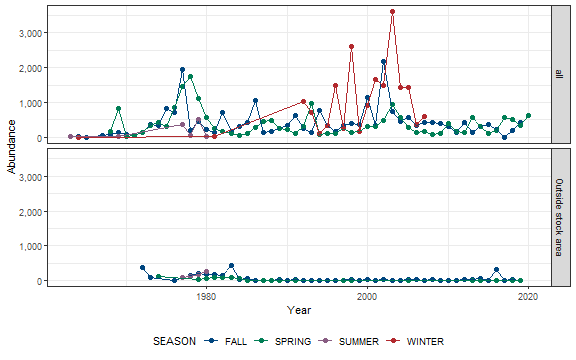 3,000
2,000
1,000
0
all
3,000
2,000
1,000
0
Outside stock area
Abundance
1980
2000
2020
Year
SEASON FALL SPRING SUMMER WINTER